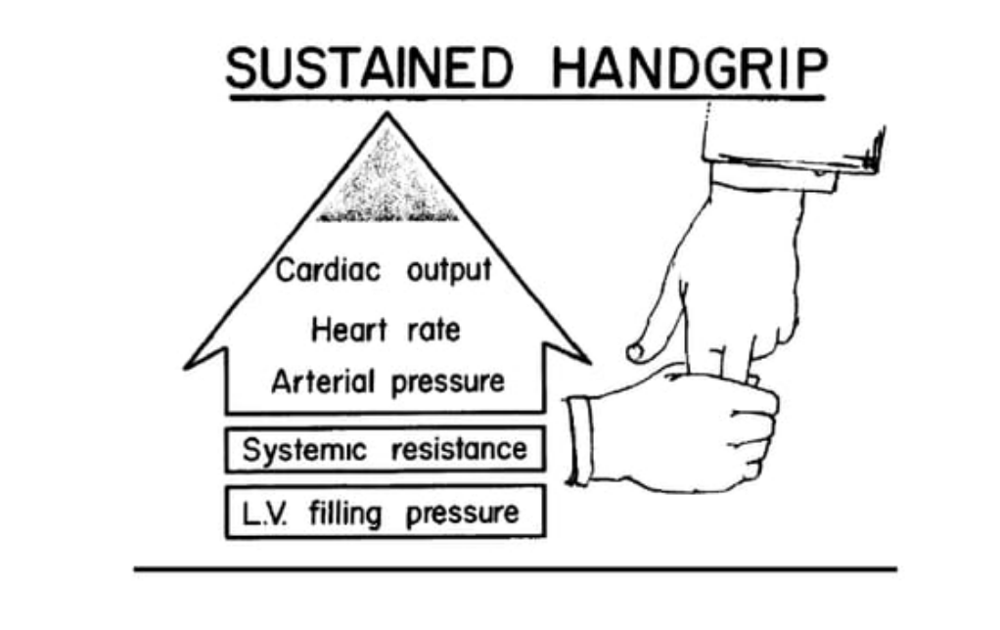 SUSTAINED HANDGRIP
Cardiac output
Heart rate
Arterial pressure
Systemic resistance
L.V. filling pressure